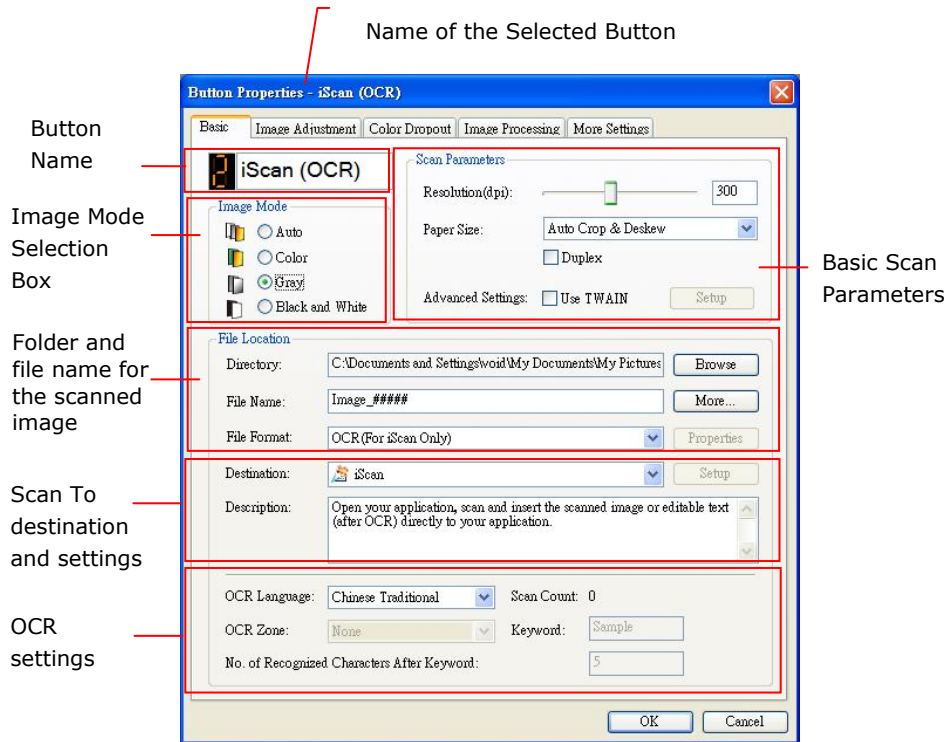 Name of the Selected Button
Button Properties - iScan (OCR)
Basic Image Adjustment Color Dropout Image Processing More Settings
Button
Name
2 iScan (OCR)
Image Mode
Selection
Box
Image Mode
Auto
Color
Gray
Black and White
Scan Parameters
Resolution(dpi): 300
Paper Size: Auto Crop & Deskew
Duplex
Advanced Settings: Use TWAIN Setup
Basic Scan
Parameters
Folder and
file name for
the scanned
image
File Location
Directory: C:\Documents and Settings\void\My Documents\My Pictures Browse
File Name: Image_##### More...
File Format: OCR(For iScan Only) Properties
Scan To
destination
and settings
Destination: iScan Setup
Description: Open your application, scan and insert the scanned image or editable text
(after OCR) directly to your application.
OCR
settings
OCR Language: Chinese Traditional Scan Count: 0
OCR Zone: None Keyword: Sample
No. of Recognized Characters After Keyword: 5
OK Cancel